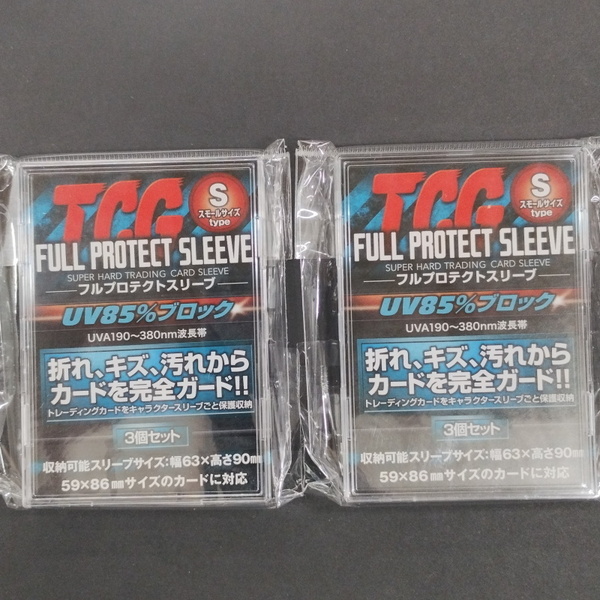 TCG
S
スモールサイズ
type
FULL PROTECT SLEEVE
SUPER HARD TRADING CARD SLEEVE
フルプロテクトスリーブ
UV85%ブロック
UVA190〜380nm波長帯
折れ、キズ、汚れから
カードを完全ガード!!
トレーディングカードをキャラクタースリーブごと保護収納
3個セット
収納可能スリーブサイズ:幅63×高さ90mm
59×86mmサイズのカードに対応
TCG
S
スモールサイズ
type
FULL PROTECT SLEEVE
SUPER HARD TRADING CARD SLEEVE
フルプロテクトスリーブ
UV85%ブロック
UVA190〜380nm波長帯
折れ、キズ、汚れから
カードを完全ガード!!
トレーディングカードをキャラクタースリーブごと保護収納
3個セット
収納可能スリーブサイズ:幅63×高さ90mm
59×86mmサイズのカードに対応